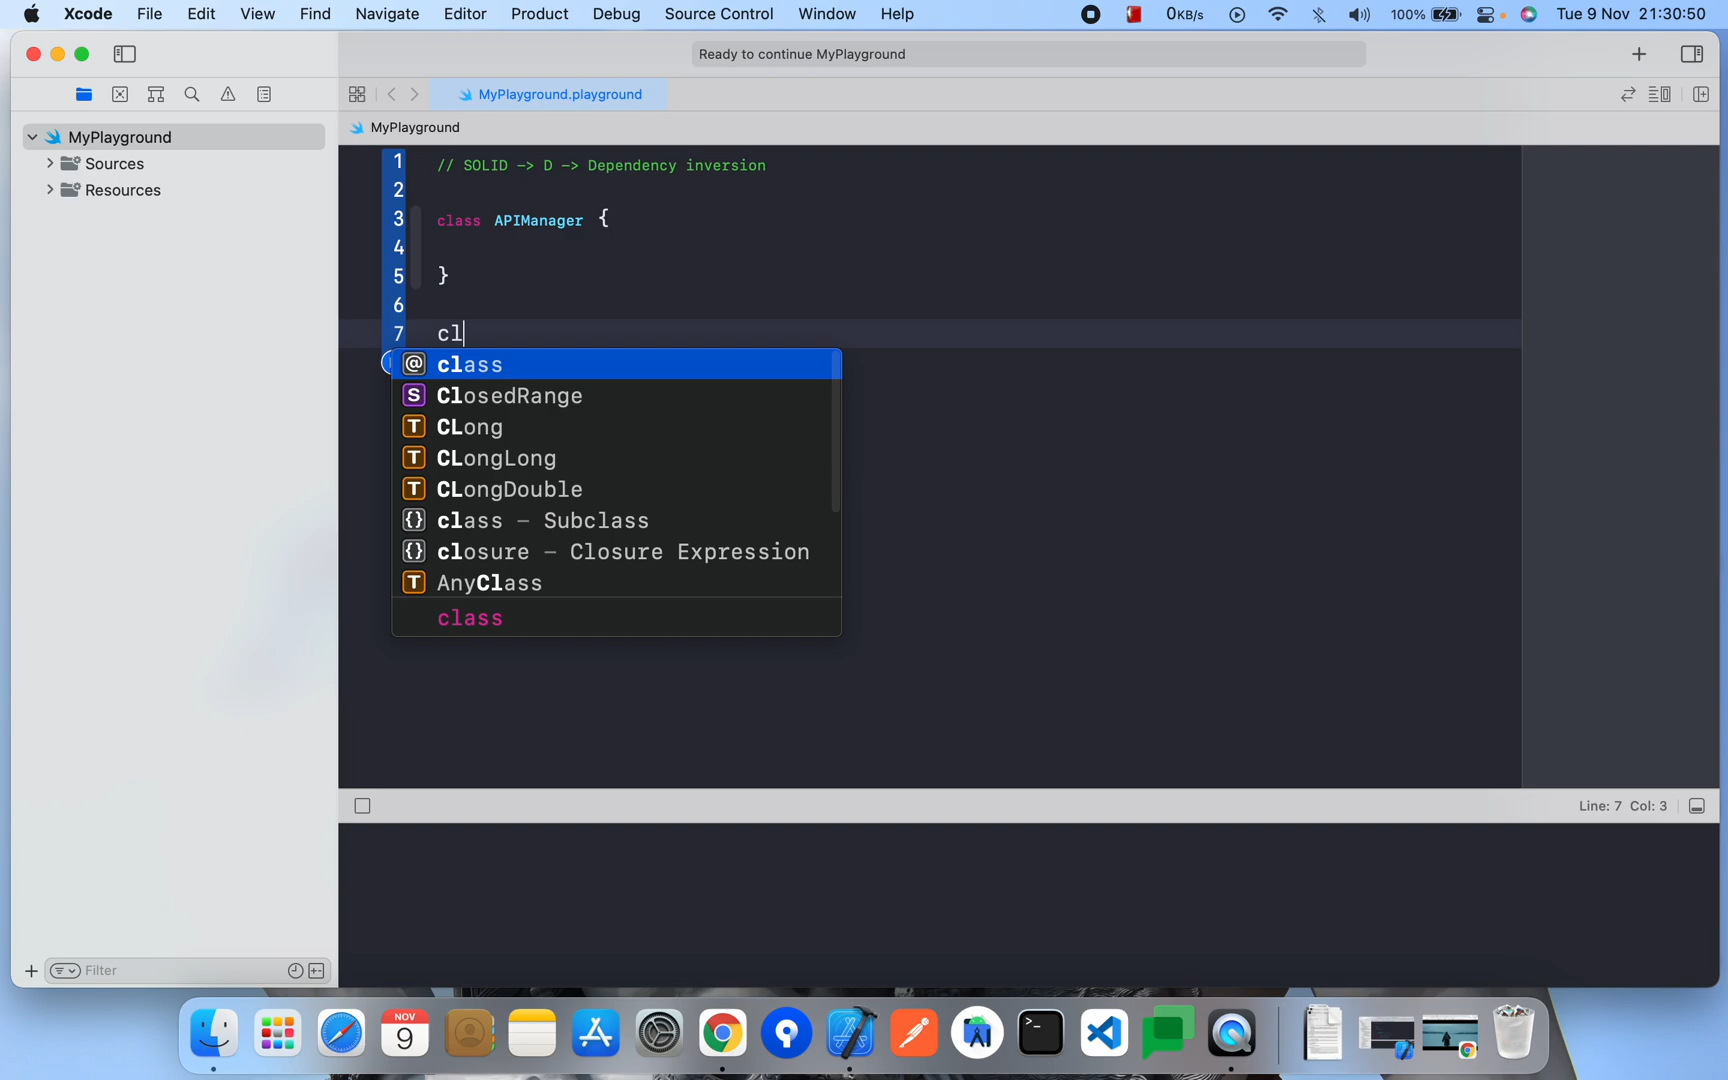 Xcode File Edit View Find Navigate Editor Product Debug Source Control Window Help 0KB/s 100% Tue 9 Nov 21:30:50
Ready to continue MyPlayground
MyPlayground.playground
MyPlayground
MyPlayground
Sources
Resources
1 // SOLID -> D -> Dependency inversion
2
3 class APIManager {
4
5 }
6
7 cl
@ class
S ClosedRange
T CLong
T CLongLong
T CLongDouble
{} class – Subclass
{} closure – Closure Expression
T AnyClass
class
Line: 7 Col: 3
Filter
NOV
9
>_